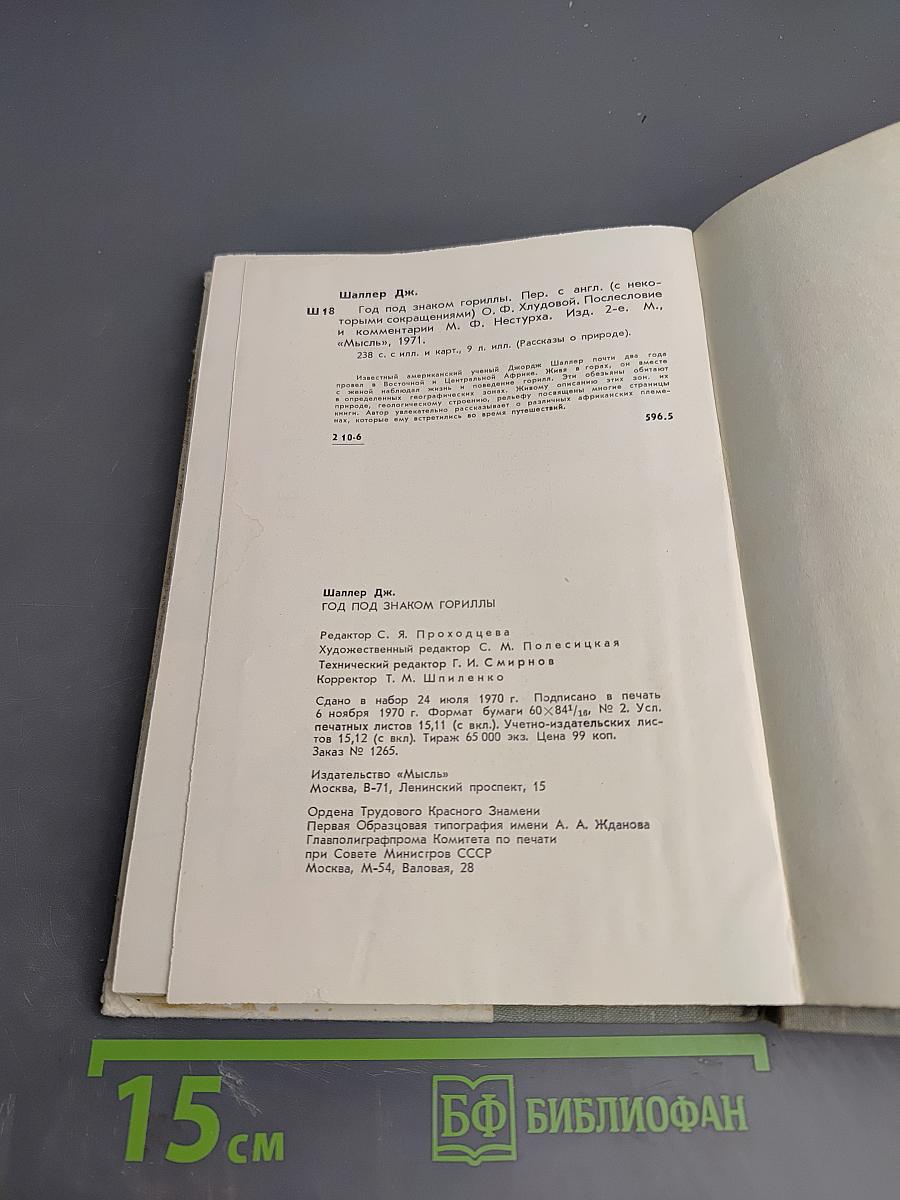 Шаллер Дж.
Ш18 Год под знаком гориллы. Пер. с англ. (с неко-
торыми сокращениями) О. Ф. Хлудовой. Послесловие
и комментарии М. Ф. Нестурха. Изд. 2-е. М.,
«Мысль», 1971.
238 с. с илл. и карт., 9 л. илл. (Рассказы о природе).
Известный американский ученый Джордж Шаллер почти два года
провел в Восточной и Центральной Африке. Живя в горах, он вместе
с женой наблюдал жизнь и поведение горилл. Эти обезьяны обитают
в определенных географических зонах. Живому описанию этих зон, их
природе, геологическому строению, рельефу посвящены многие страницы
книги. Автор увлекательно рассказывает о различных африканских племе-
нах, которые ему встретились во время путешествий.
2 10-6 596.5
Шаллер Дж.
ГОД ПОД ЗНАКОМ ГОРИЛЛЫ
Редактор С. Я. Проходцева
Художественный редактор С. М. Полесицкая
Технический редактор Г. И. Смирнов
Корректор Т. М. Шпиленко
Сдано в набор 24 июля 1970 г. Подписано в печать
6 ноября 1970 г. Формат бумаги 60×84¹/₁₆, № 2. Усл.
печатных листов 15,11 (с вкл.). Учетно-издательских лис-
тов 15,12 (с вкл). Тираж 65 000 экз. Цена 99 коп.
Заказ № 1265.
Издательство «Мысль»
Москва, В-71, Ленинский проспект, 15
Ордена Трудового Красного Знамени
Первая Образцовая типография имени А. А. Жданова
Главполиграфпрома Комитета по печати
при Совете Министров СССР
Москва, М-54, Валовая, 28
15 см
БФ БИБЛИОФАН